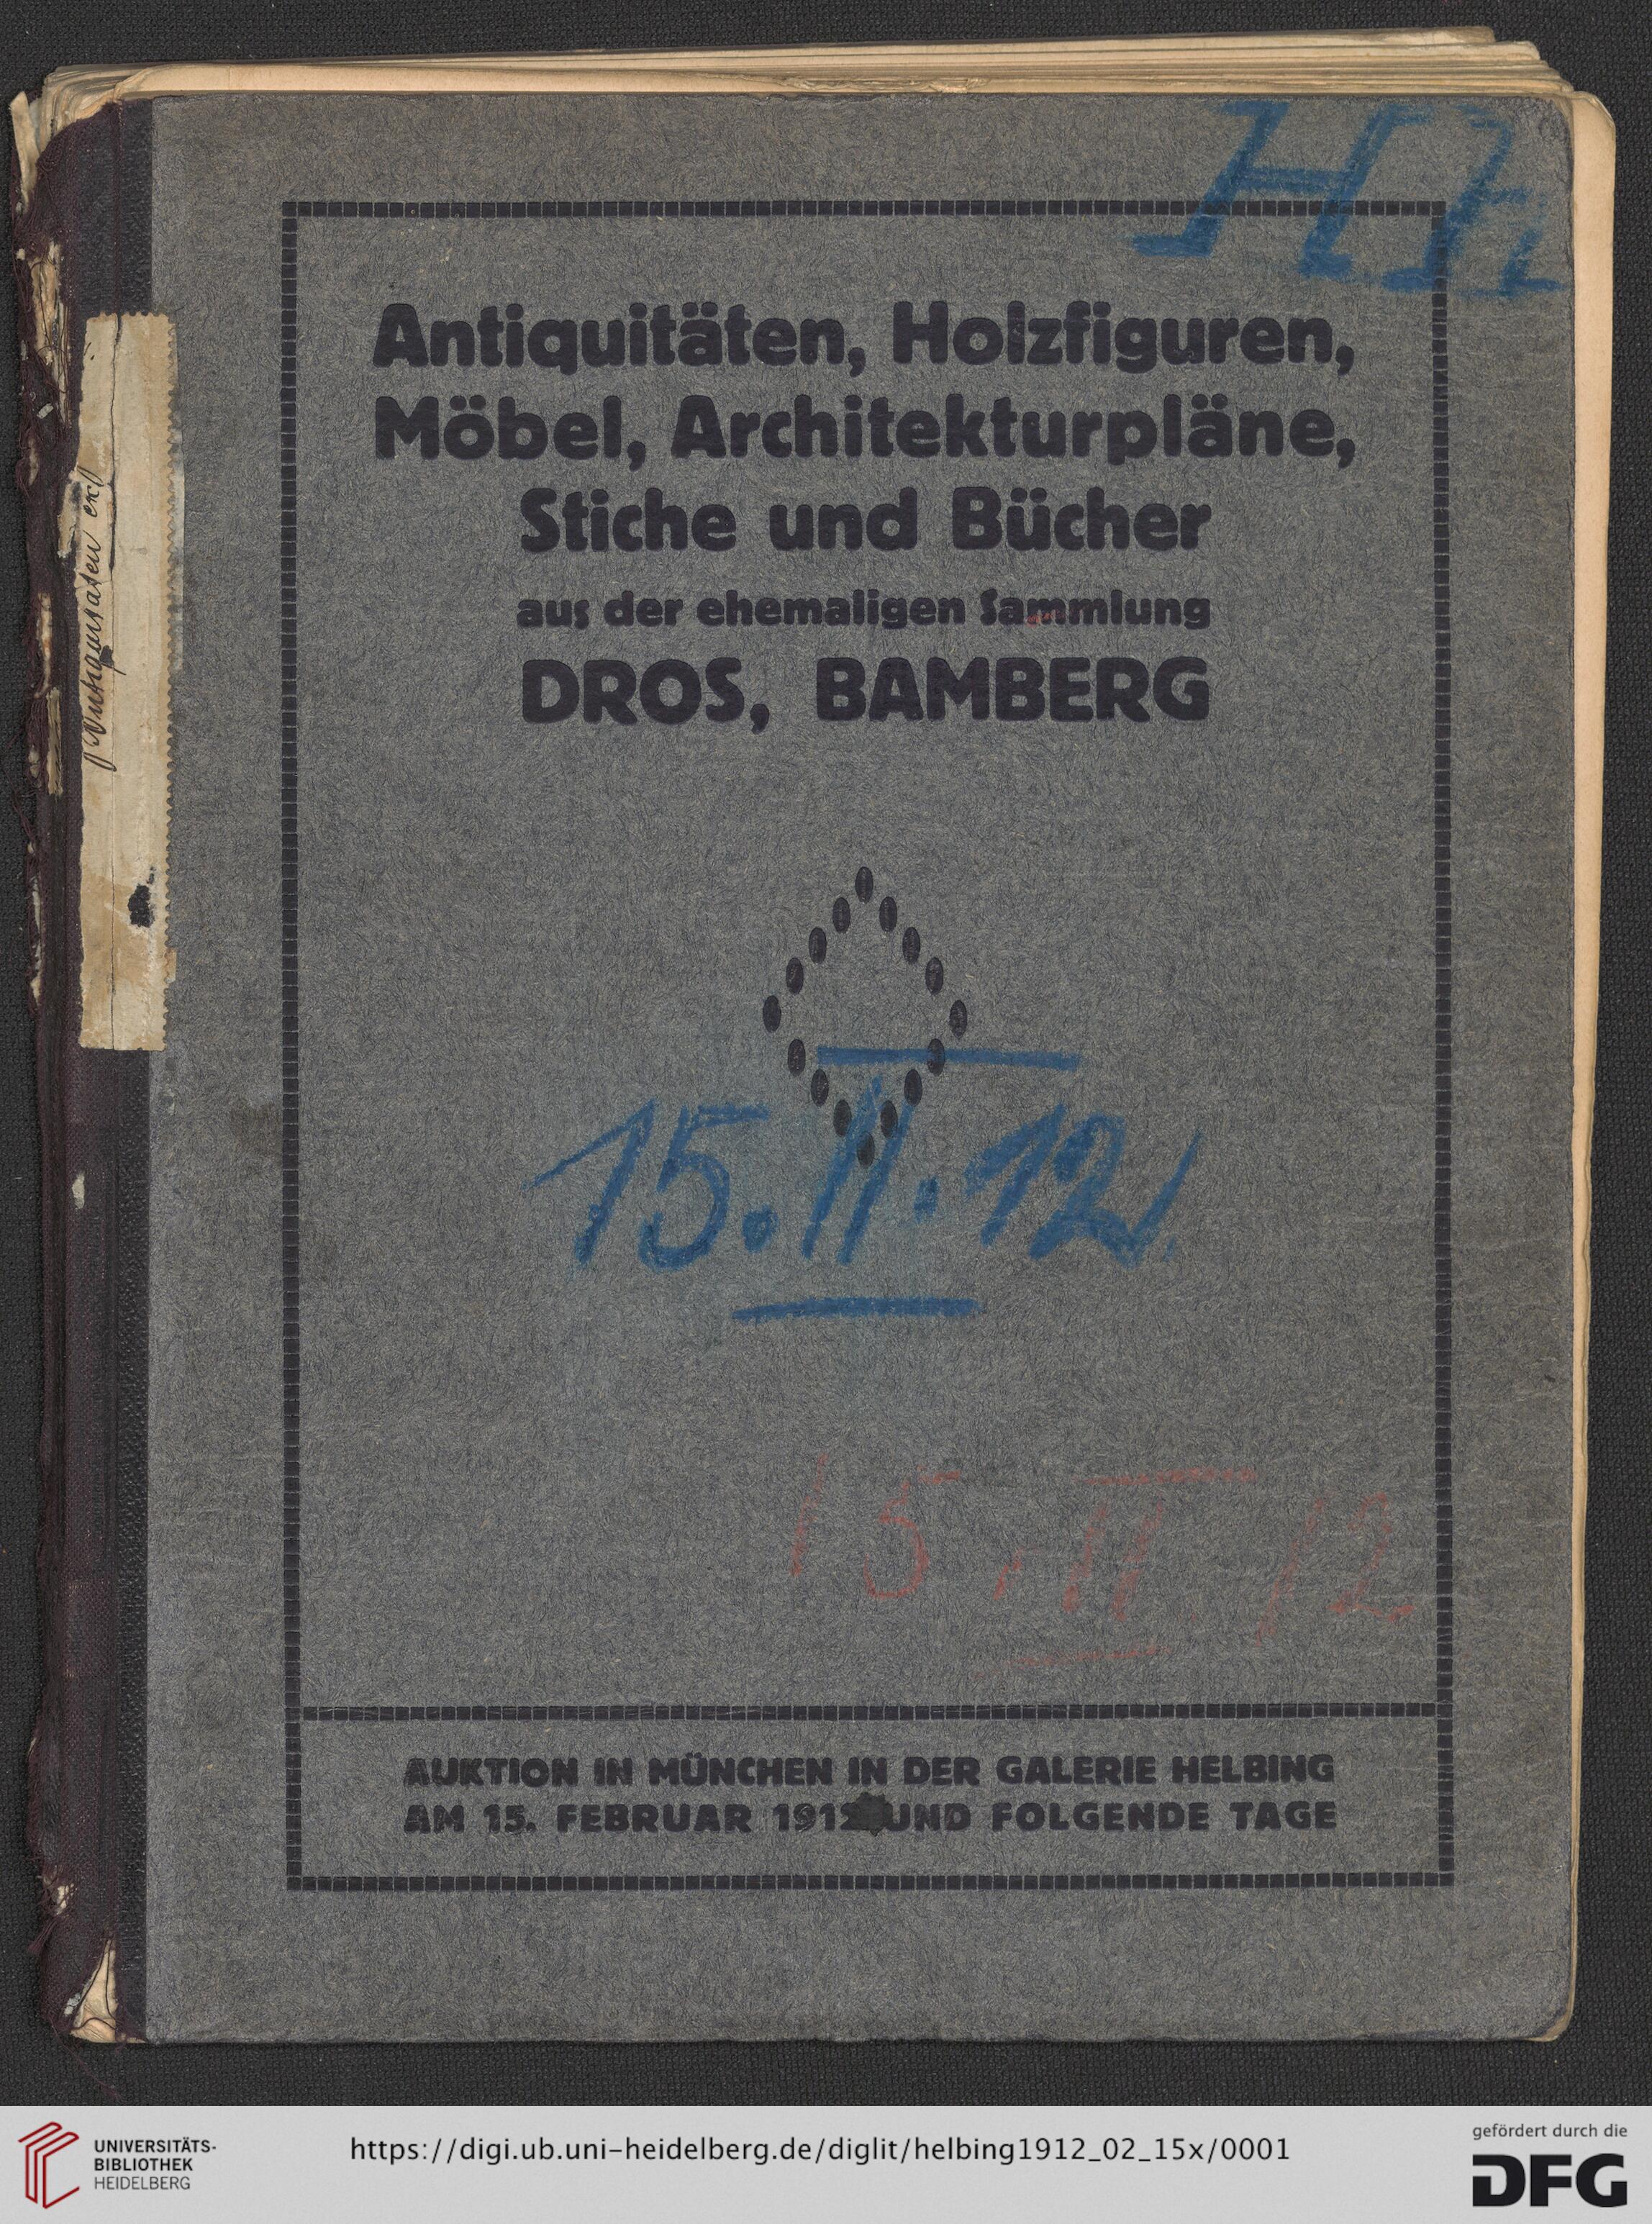 Antiquitäten, Holzfiguren,
Möbel, Architekturpläne,
Stiche und Bücher
aus der ehemaligen Sammlung
DROS, BAMBERG
15.II.12.
15.II.12.
AUKTION IN MÜNCHEN IN DER GALERIE HELBING
AM 15. FEBRUAR 1912 UND FOLGENDE TAGE
UNIVERSITÄTS-
BIBLIOTHEK
HEIDELBERG
https://digi.ub.uni-heidelberg.de/diglit/helbing1912_02_15x/0001
gefördert durch die
DFG